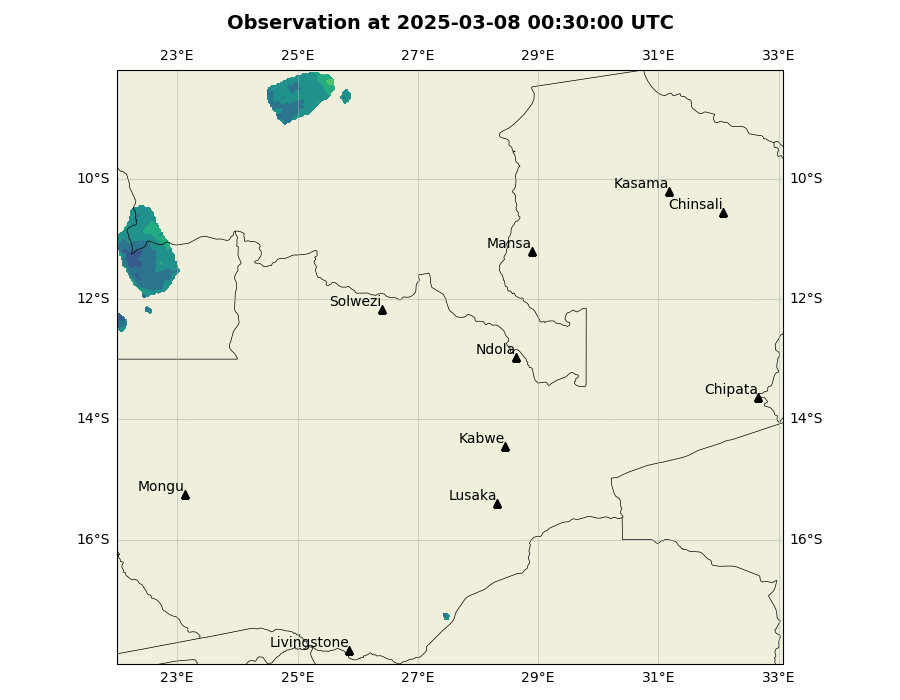 Observation at 2025-03-08 00:30:00 UTC
23°E 25°E 27°E 29°E 31°E 33°E
10°S 10°S
Kasama
Chinsali
Mansa
12°S 12°S
Solwezi
Ndola
Chipata
14°S 14°S
Kabwe
Mongu
Lusaka
16°S 16°S
Livingstone
23°E 25°E 27°E 29°E 31°E 33°E